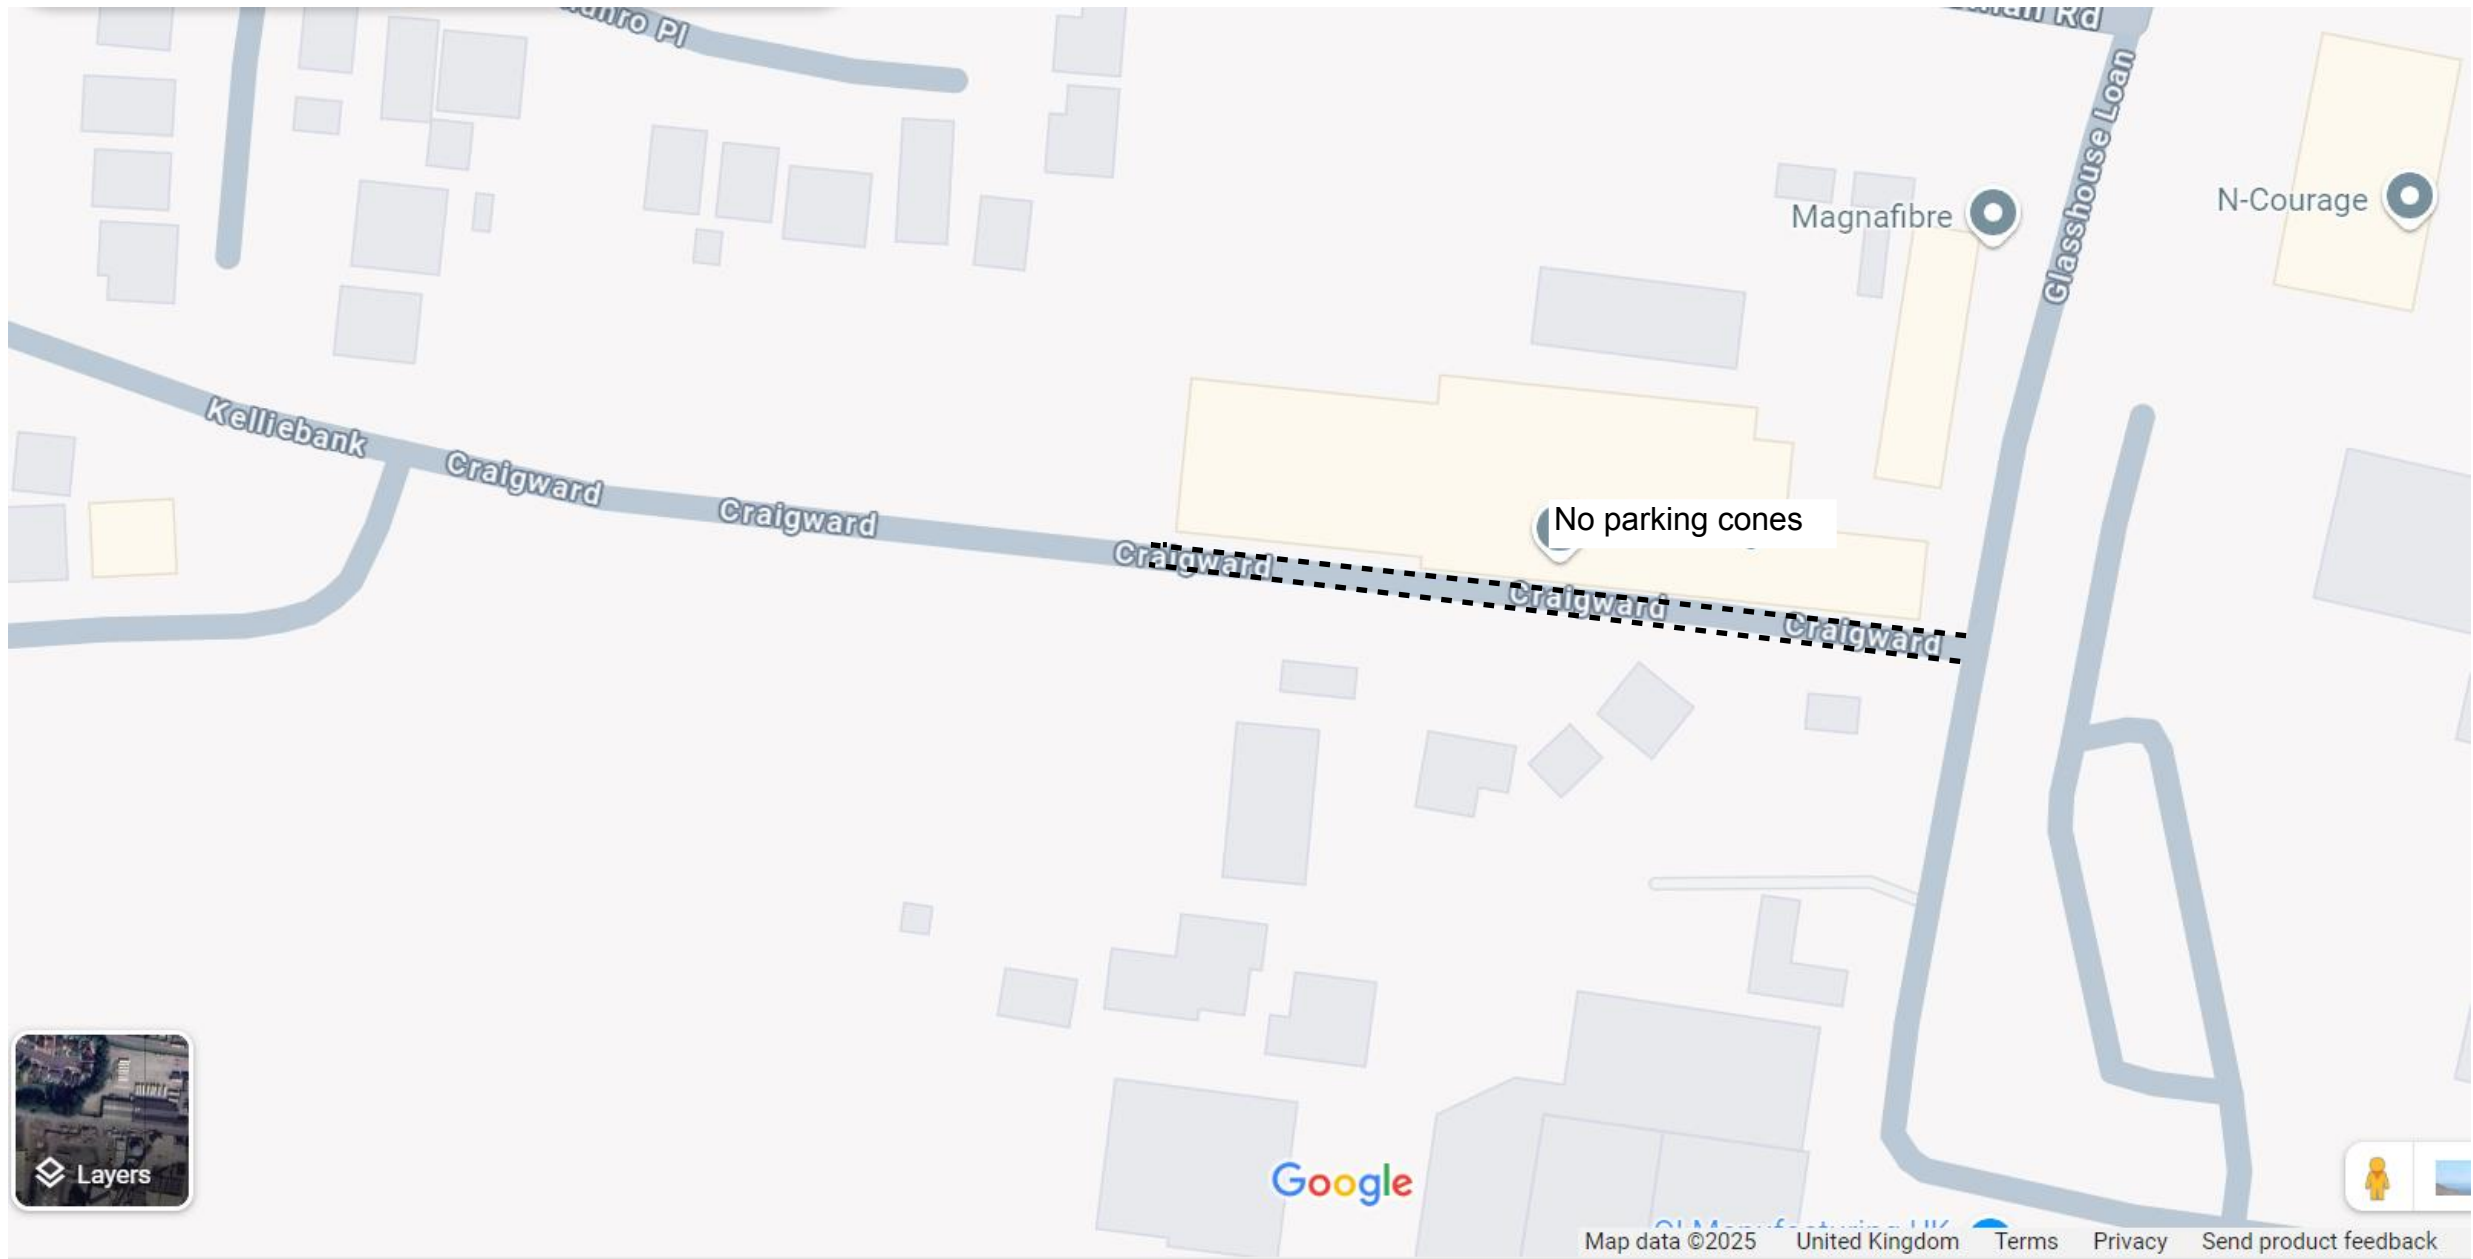 Magnafibre
Glasshouse Loan
N-Courage
Kelliebank
Craigward
Craigward
Craigward
No parking cones
Craigward
Craigward
Layers
Google
Map data ©2025 United Kingdom Terms Privacy Send product feedback